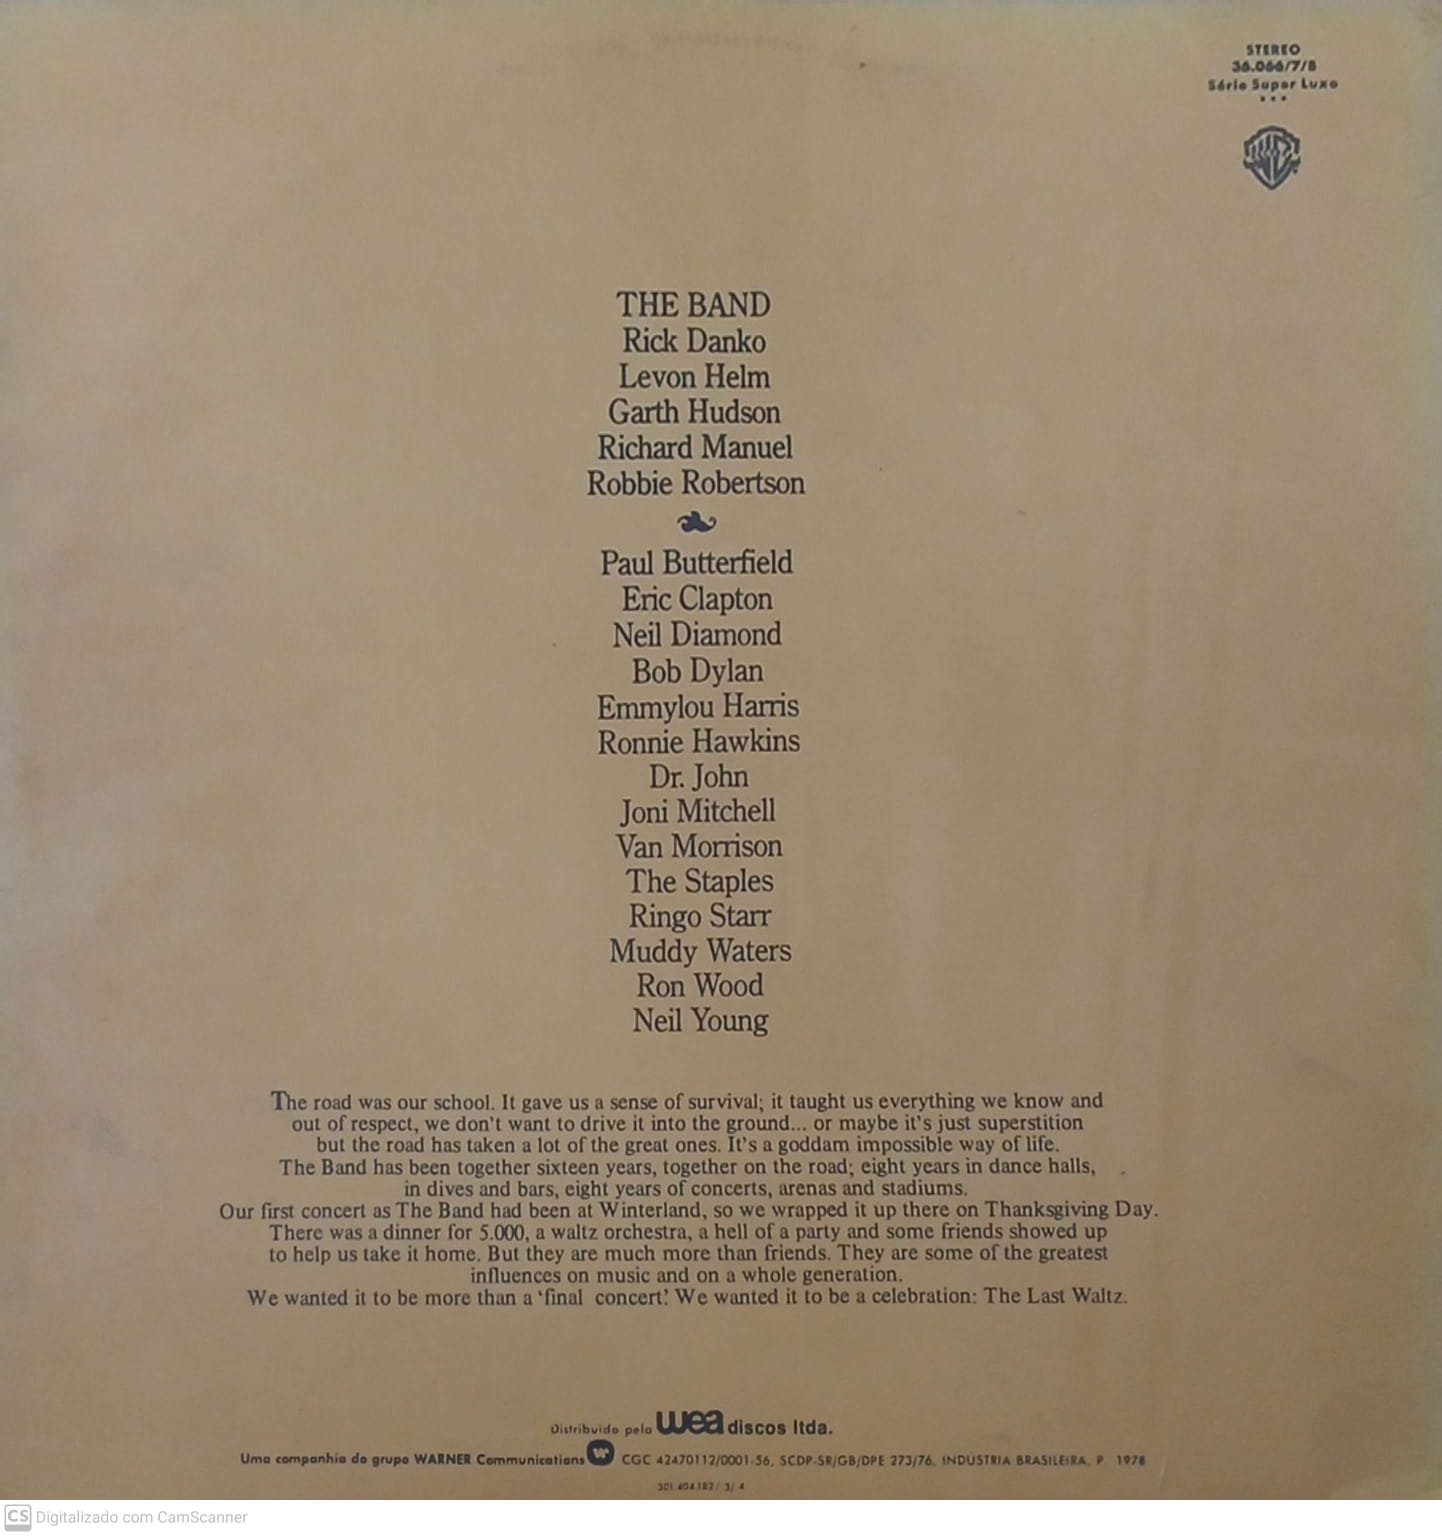 STEREO
36.066/7/8
Série Super Luxo
THE BAND
Rick Danko
Levon Helm
Garth Hudson
Richard Manuel
Robbie Robertson
Paul Butterfield
Eric Clapton
Neil Diamond
Bob Dylan
Emmylou Harris
Ronnie Hawkins
Dr. John
Joni Mitchell
Van Morrison
The Staples
Ringo Starr
Muddy Waters
Ron Wood
Neil Young
The road was our school. It gave us a sense of survival; it taught us everything we know and
out of respect, we don't want to drive it into the ground... or maybe it's just superstition
but the road has taken a lot of the great ones. It's a goddam impossible way of life.
The Band has been together sixteen years, together on the road; eight years in dance halls,
in dives and bars, eight years of concerts, arenas and stadiums.
Our first concert as The Band had been at Winterland, so we wrapped it up there on Thanksgiving Day.
There was a dinner for 5.000, a waltz orchestra, a hell of a party and some friends showed up
to help us take it home. But they are much more than friends. They are some of the greatest
influences on music and on a whole generation.
We wanted it to be more than a 'final concert.' We wanted it to be a celebration: The Last Waltz.
Distribuido pela wea discos ltda.
Uma companhia do grupo WARNER Communications W CGC 42470112/0001-56, SCDP-SR/GB/DPE 273/76, INDÚSTRIA BRASILEIRA. P 1978
301.404.182/ 3/ 4
CS Digitalizado com CamScanner